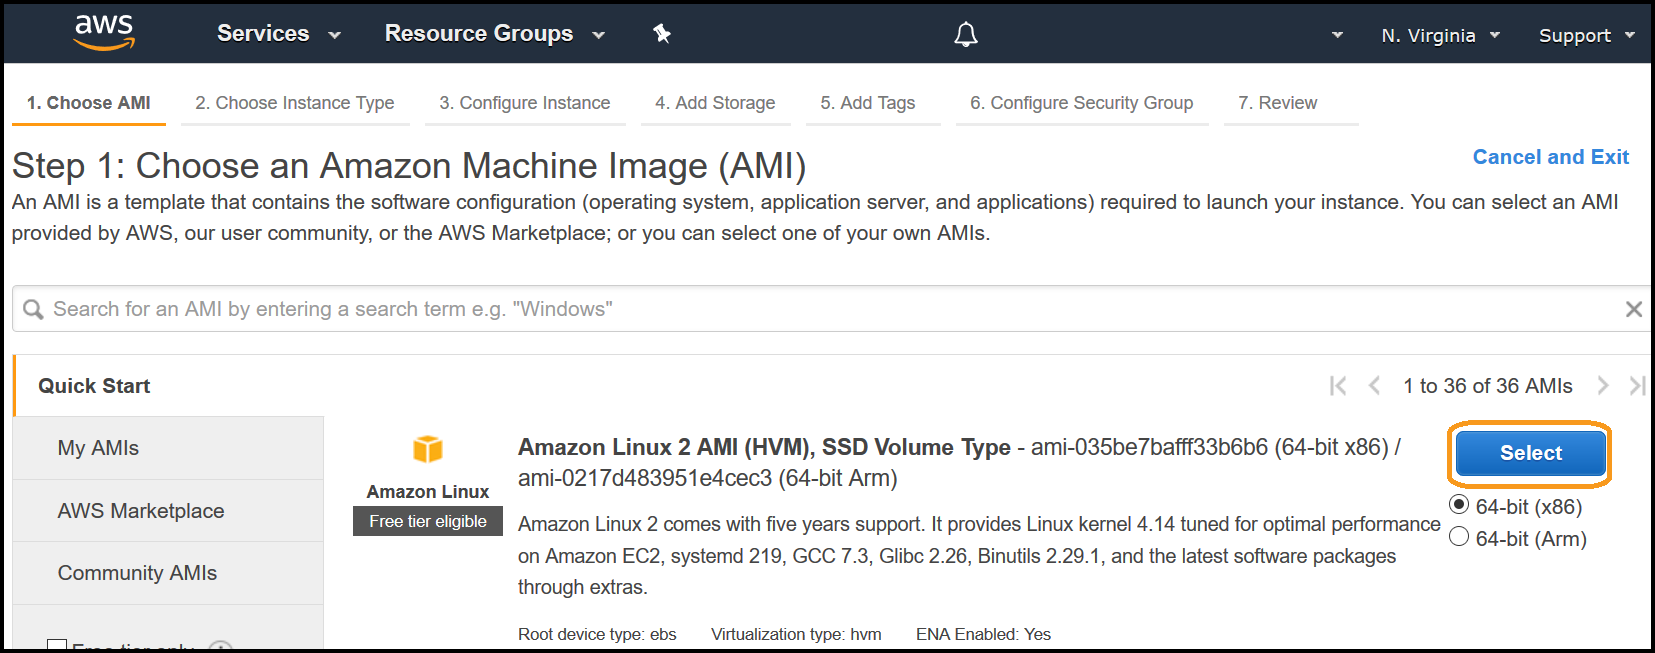 aws Services Resource Groups N. Virginia Support
1. Choose AMI 2. Choose Instance Type 3. Configure Instance 4. Add Storage 5. Add Tags 6. Configure Security Group 7. Review
Step 1: Choose an Amazon Machine Image (AMI)
Cancel and Exit
An AMI is a template that contains the software configuration (operating system, application server, and applications) required to launch your instance. You can select an AMI
provided by AWS, our user community, or the AWS Marketplace; or you can select one of your own AMIs.
Search for an AMI by entering a search term e.g. "Windows"
Quick Start
1 to 36 of 36 AMIs
My AMIs
AWS Marketplace
Community AMIs
Free tier only
Amazon Linux
Free tier eligible
Amazon Linux 2 AMI (HVM), SSD Volume Type - ami-035be7bafff33b6b6 (64-bit x86) /
ami-0217d483951e4cec3 (64-bit Arm)
Amazon Linux 2 comes with five years support. It provides Linux kernel 4.14 tuned for optimal performance
on Amazon EC2, systemd 219, GCC 7.3, Glibc 2.26, Binutils 2.29.1, and the latest software packages
through extras.
Root device type: ebs Virtualization type: hvm ENA Enabled: Yes
Select
64-bit (x86)
64-bit (Arm)